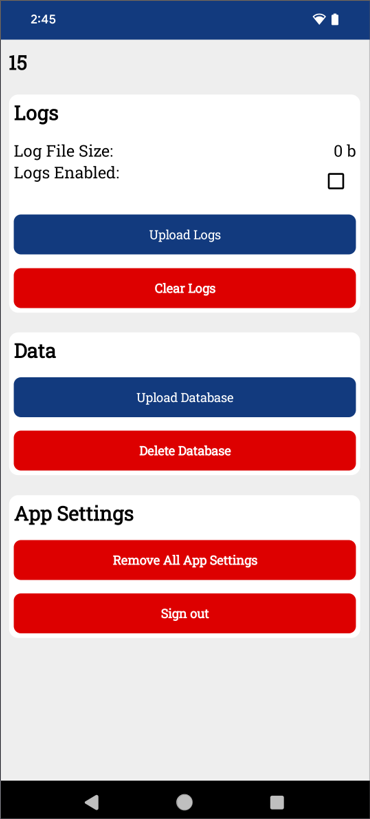 2:45
15
Logs
Log File Size: 0 b
Logs Enabled:
Upload Logs
Clear Logs
Data
Upload Database
Delete Database
App Settings
Remove All App Settings
Sign out